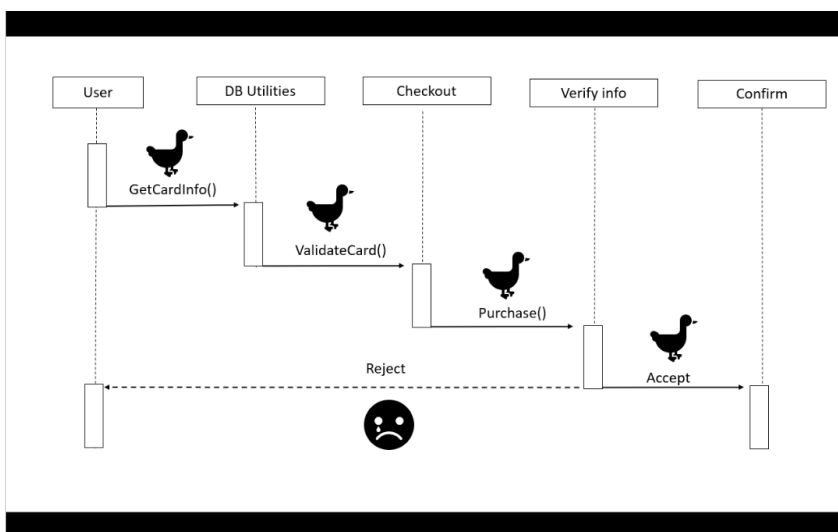 User
DB Utilities
Checkout
Verify info
Confirm
GetCardInfo()
ValidateCard()
Purchase()
Reject
Accept